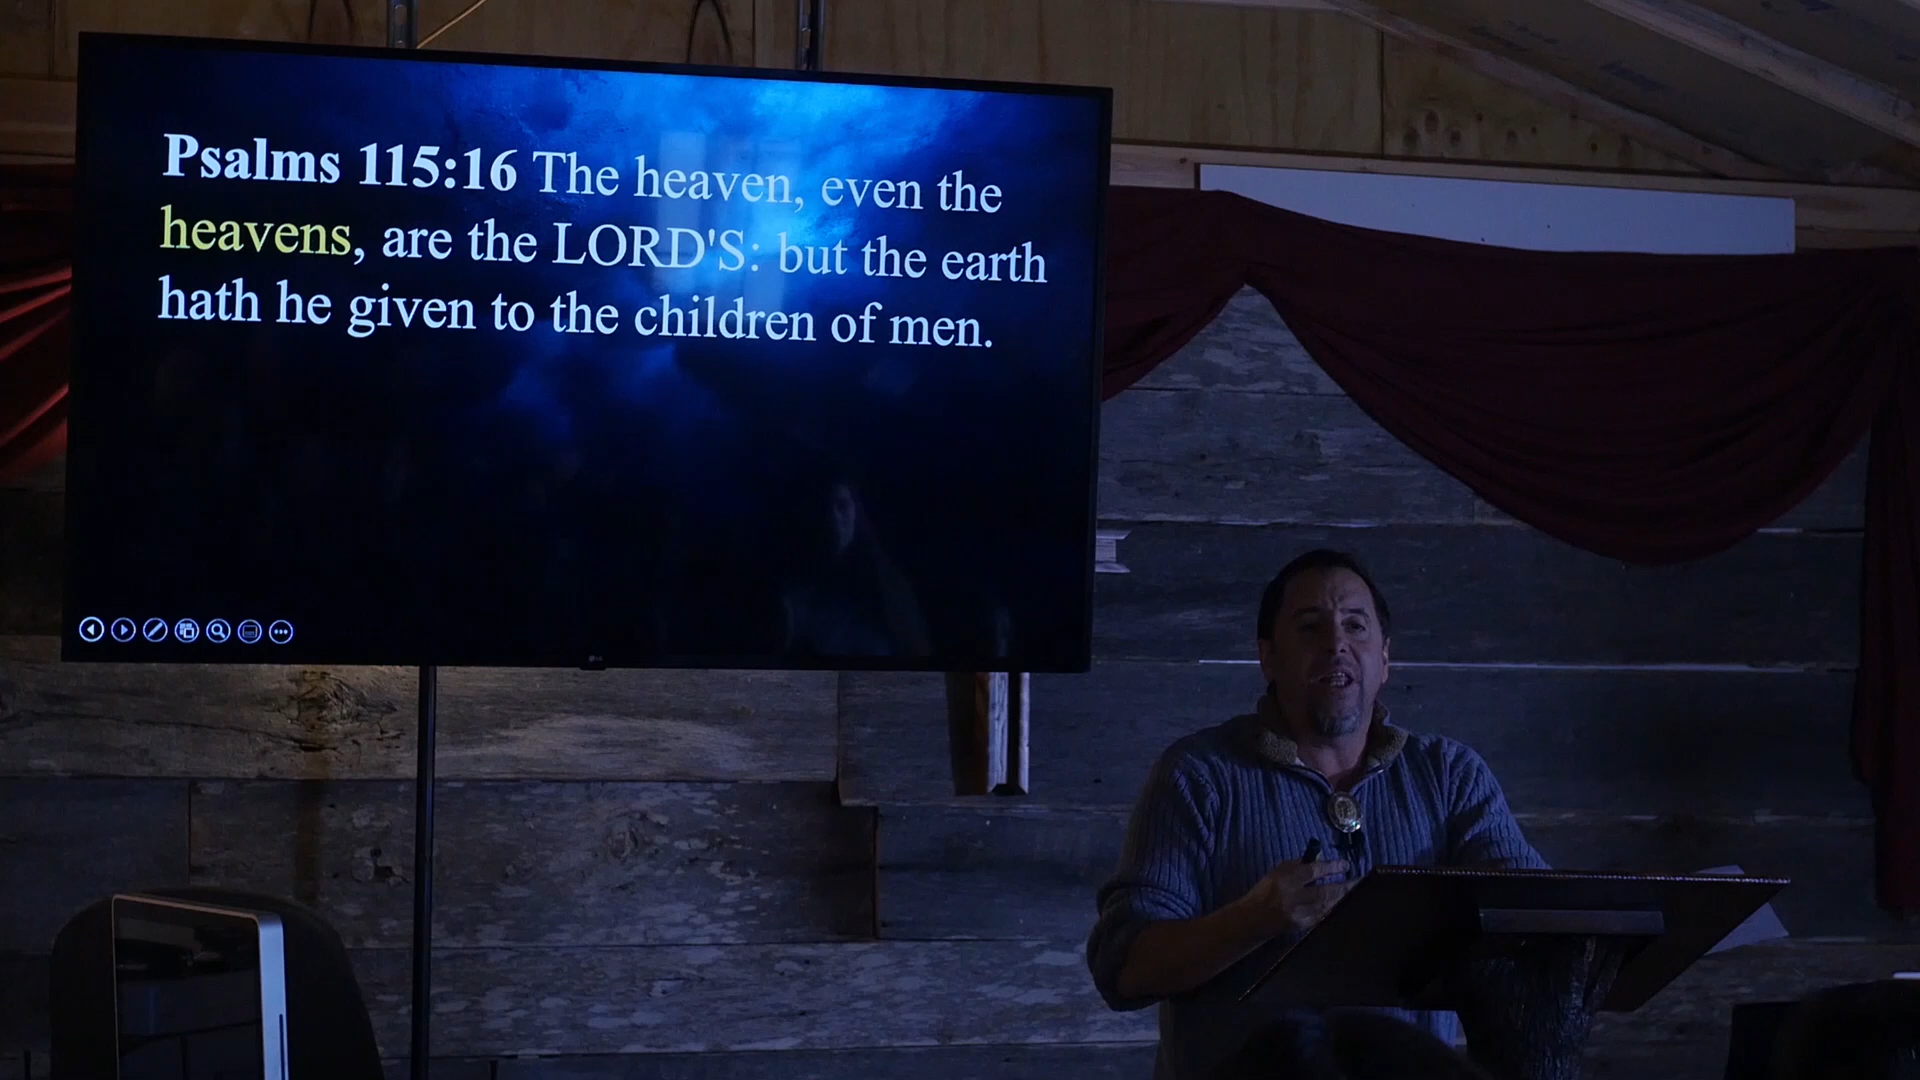 Psalms 115:16 The heaven, even the
heavens, are the LORD'S: but the earth
hath he given to the children of men.
LG